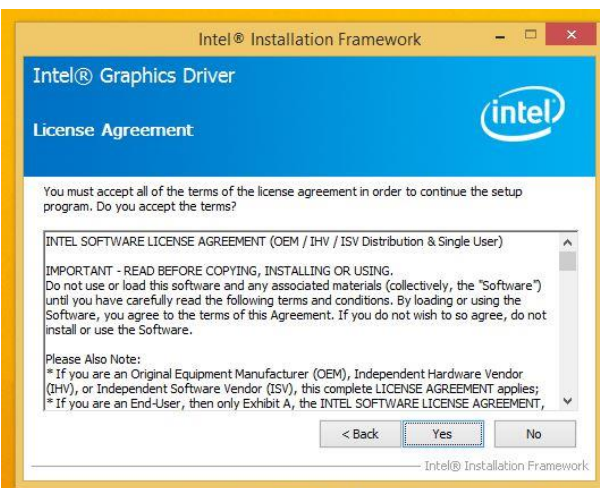 Intel® Installation Framework
Intel® Graphics Driver
License Agreement
intel
You must accept all of the terms of the license agreement in order to continue the setup
program. Do you accept the terms?
INTEL SOFTWARE LICENSE AGREEMENT (OEM / IHV / ISV Distribution & Single User)
IMPORTANT - READ BEFORE COPYING, INSTALLING OR USING.
Do not use or load this software and any associated materials (collectively, the "Software")
until you have carefully read the following terms and conditions. By loading or using the
Software, you agree to the terms of this Agreement. If you do not wish to so agree, do not
install or use the Software.
Please Also Note:
* If you are an Original Equipment Manufacturer (OEM), Independent Hardware Vendor
(IHV), or Independent Software Vendor (ISV), this complete LICENSE AGREEMENT applies;
* If you are an End-User, then only Exhibit A, the INTEL SOFTWARE LICENSE AGREEMENT,
< Back Yes No
Intel® Installation Framework